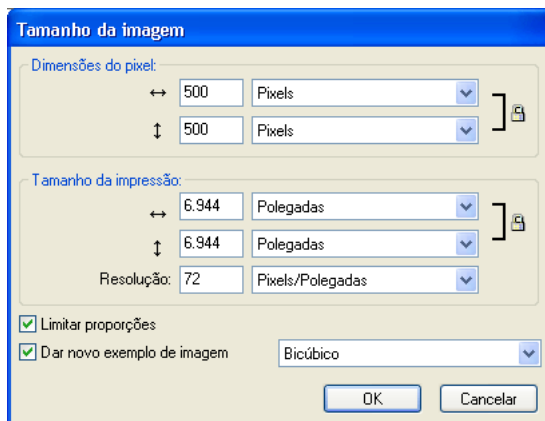 Tamanho da imagem
Dimensões do pixel:
500 Pixels
500 Pixels
Tamanho da impressão:
6.944 Polegadas
6.944 Polegadas
Resolução: 72 Pixels/Polegadas
Limitar proporções
Dar novo exemplo de imagem Bicúbico
OK Cancelar